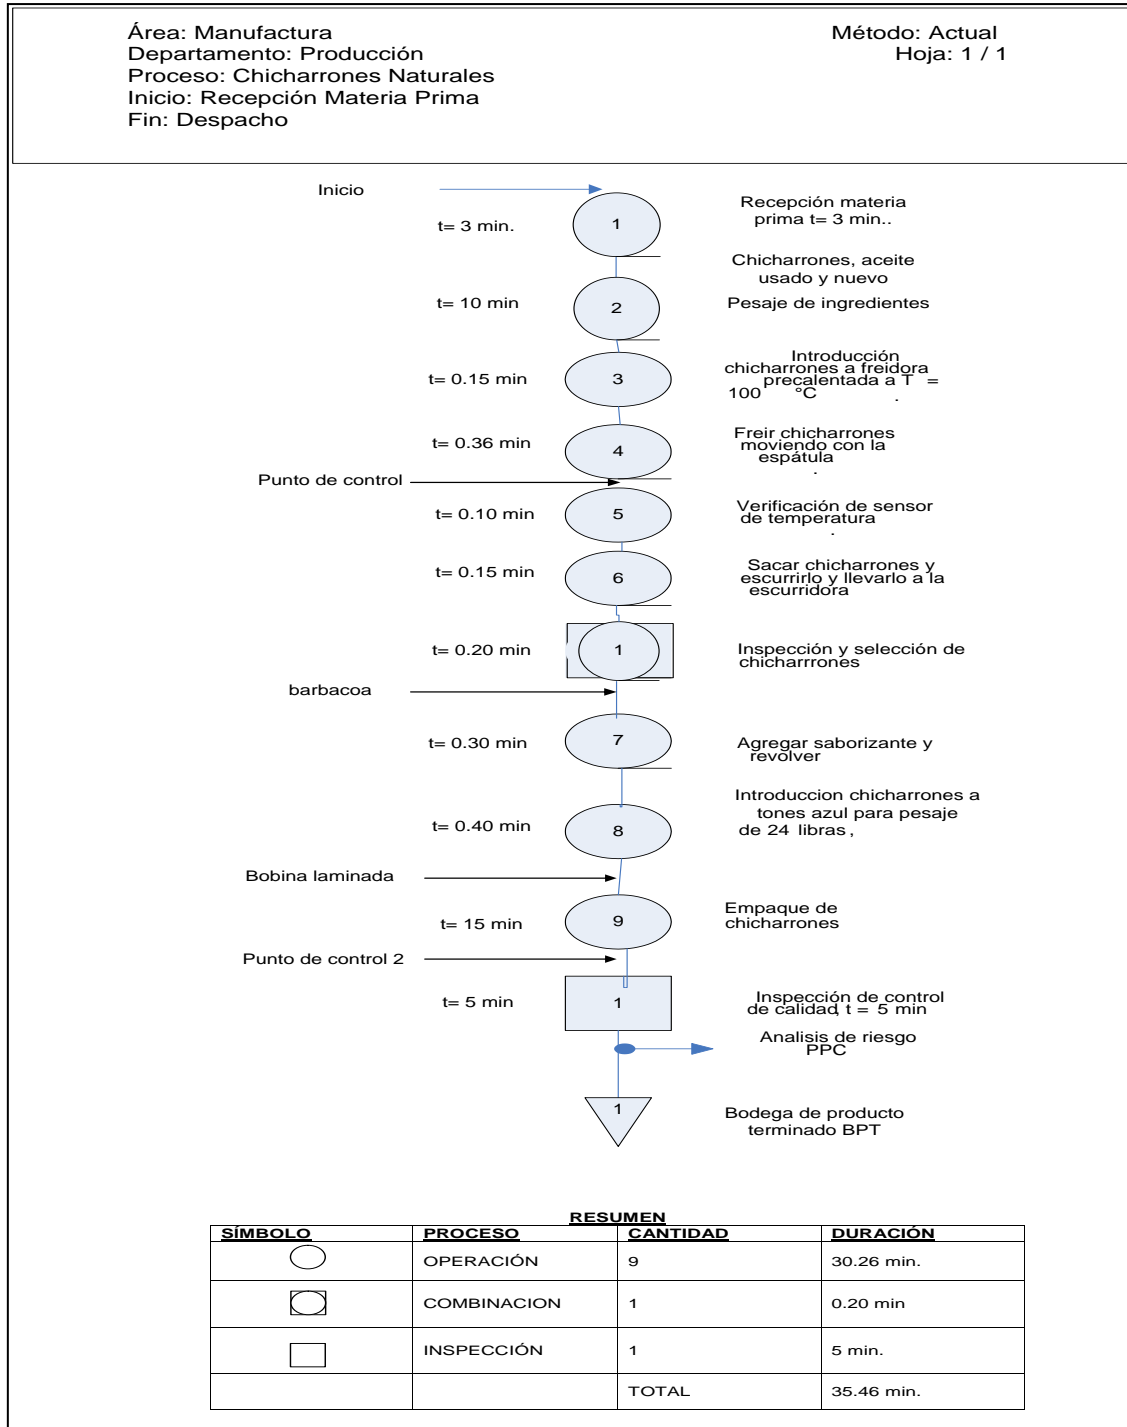 Área: Manufactura
Método: Actual
Departamento: Producción
Hoja: 1 / 1
Proceso: Chicharrones Naturales
Inicio: Recepción Materia Prima
Fin: Despacho
Inicio
t= 3 min.
1
Recepción materia
prima t= 3 min..
Chicharrones, aceite
usado y nuevo
t= 10 min
2
Pesaje de ingredientes
t= 0.15 min
3
Introducción
chicharrones a freidora
precalentada a T =
100 °C .
t= 0.36 min
4
Freir chicharrones
moviendo con la
espátula
.
Punto de control
t= 0.10 min
5
Verificación de sensor
de temperatura
.
t= 0.15 min
6
Sacar chicharrones y
escurrirlo y llevarlo a la
escurridora
t= 0.20 min
1
Inspección y selección de
chicharrrones
barbacoa
t= 0.30 min
7
Agregar saborizante y
revolver
t= 0.40 min
8
Introduccion chicharrones a
tones azul para pesaje
de 24 libras ,
Bobina laminada
t= 15 min
9
Empaque de
chicharrones
Punto de control 2
t= 5 min
1
Inspección de control
de calidad, t = 5 min
Analisis de riesgo
PPC
1
Bodega de producto
terminado BPT
RESUMEN
SÍMBOLO PROCESO CANTIDAD DURACIÓN
OPERACIÓN 9 30.26 min.
COMBINACION 1 0.20 min
INSPECCIÓN 1 5 min.
TOTAL 35.46 min.